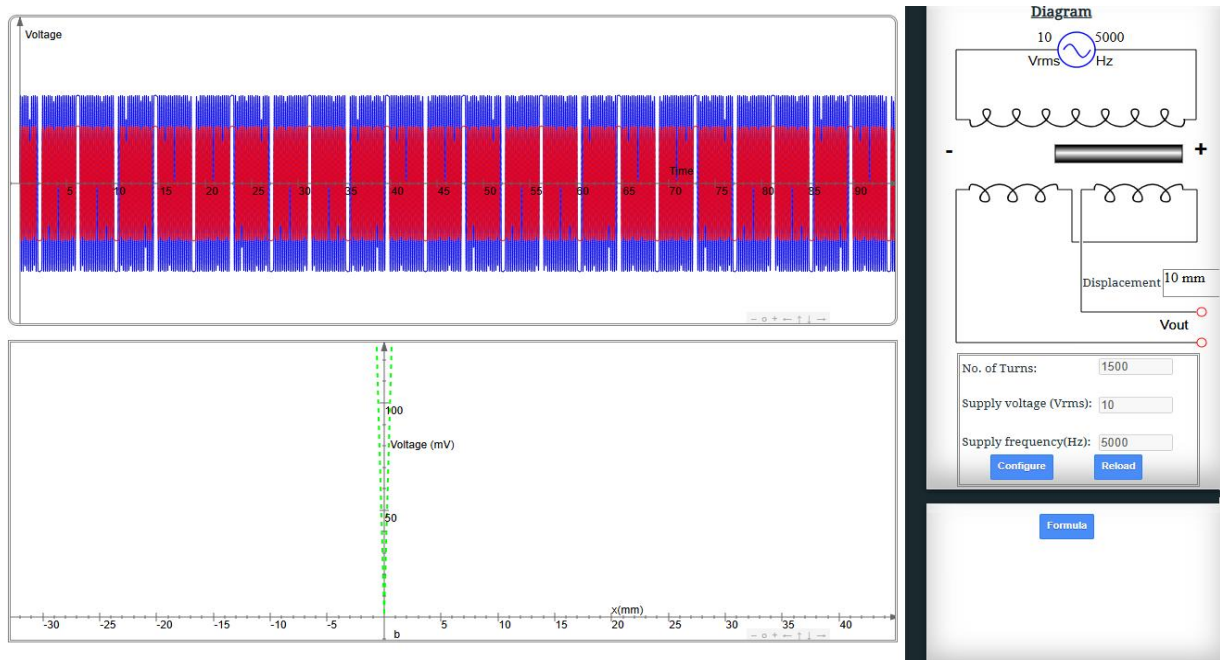 Voltage
Time
5 10 15 20 25 30 35 40 45 50 55 60 65 70 75 80 85 90
− o + ← ↑ ↓ →
100
Voltage (mV)
50
x(mm)
-30 -25 -20 -15 -10 -5 5 10 15 20 25 30 35 40
b
− o + ← ↑ ↓ →
Diagram
10 5000
Vrms Hz
- +
Displacement 10 mm
Vout
No. of Turns: 1500
Supply voltage (Vrms): 10
Supply frequency(Hz): 5000
Configure Reload
Formula